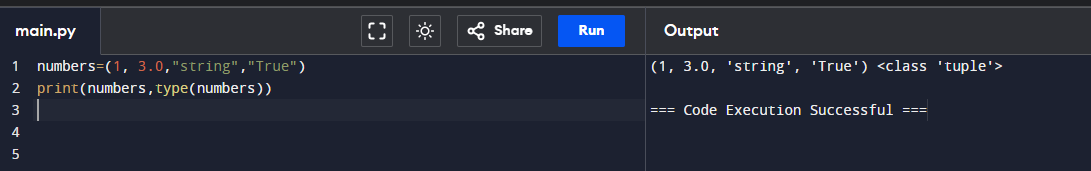 main.py Share Run Output
1 numbers=(1, 3.0,"string","True")
2 print(numbers,type(numbers))
3
4
5
(1, 3.0, 'string', 'True') <class 'tuple'>
=== Code Execution Successful ===